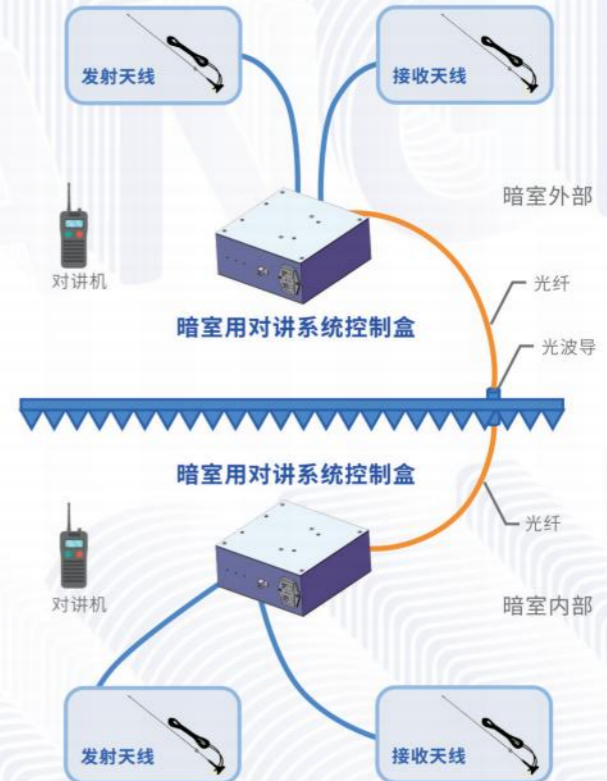 发射天线
接收天线
暗室外部
对讲机
光纤
暗室用对讲系统控制盒
光波导
暗室用对讲系统控制盒
光纤
对讲机
暗室内部
发射天线
接收天线